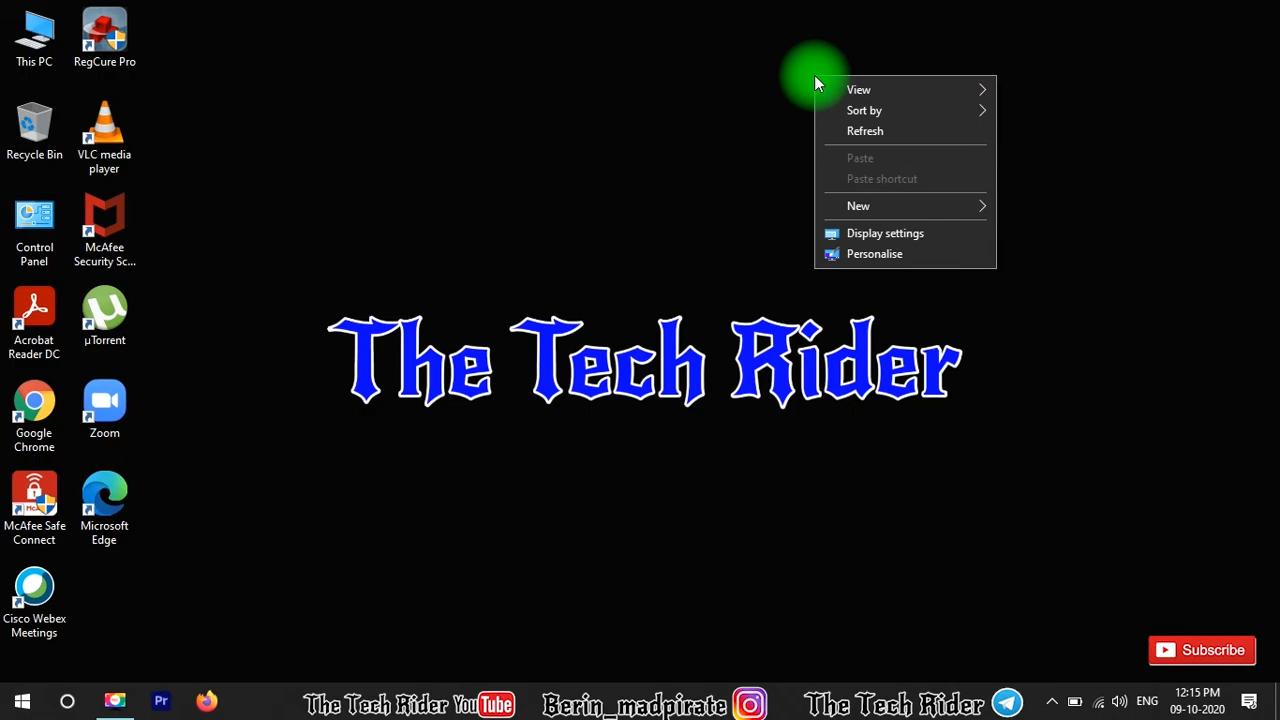 This PC
RegCure Pro
Recycle Bin
VLC media
player
Control
Panel
McAfee
Security Sc...
Acrobat
Reader DC
µTorrent
Google
Chrome
Zoom
McAfee Safe
Connect
Microsoft
Edge
Cisco Webex
Meetings
View
Sort by
Refresh
Paste
Paste shortcut
New
Display settings
Personalise
The Tech Rider
Subscribe
Pr
The Tech Rider YouTube
Berin_madpirate
The Tech Rider
ENG
12:15 PM
09-10-2020